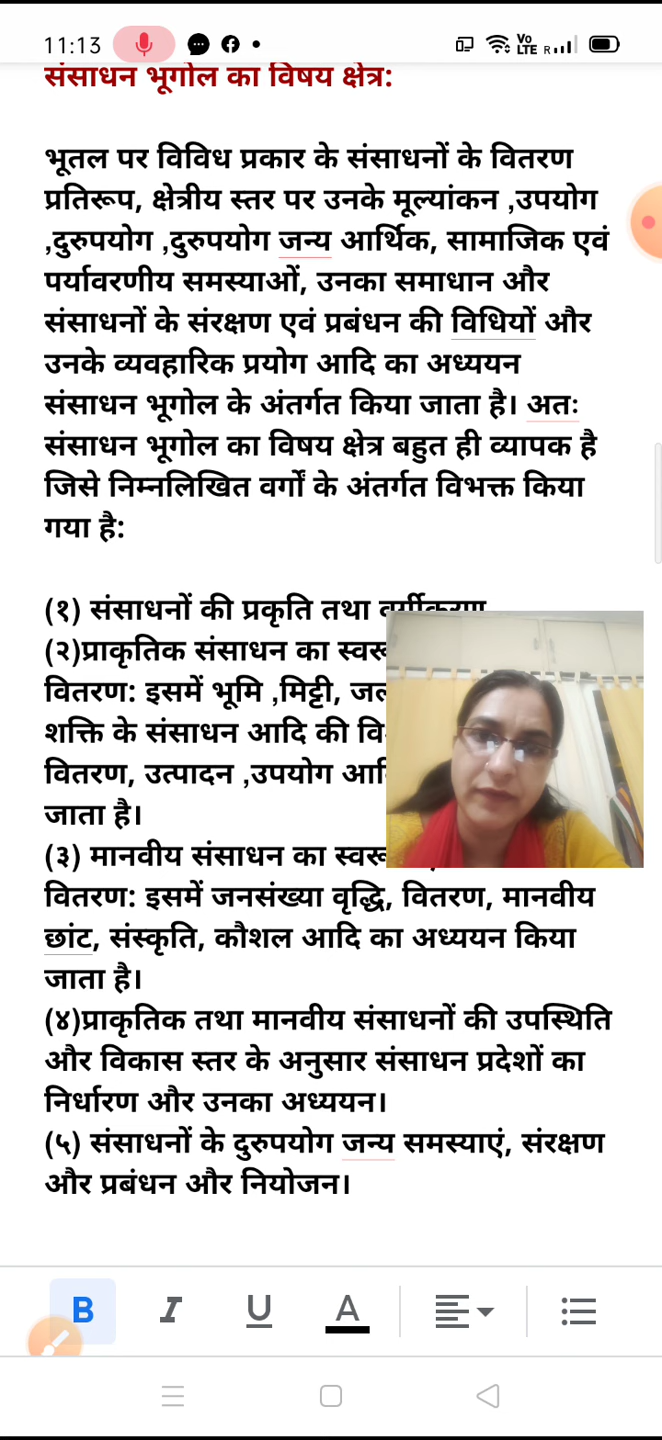 11:13
Vo
LTE R
संसाधन भूगोल का विषय क्षेत्र:
भूतल पर विविध प्रकार के संसाधनों के वितरण
प्रतिरूप, क्षेत्रीय स्तर पर उनके मूल्यांकन ,उपयोग
,दुरुपयोग ,दुरुपयोग जन्य आर्थिक, सामाजिक एवं
पर्यावरणीय समस्याओं, उनका समाधान और
संसाधनों के संरक्षण एवं प्रबंधन की विधियों और
उनके व्यवहारिक प्रयोग आदि का अध्ययन
संसाधन भूगोल के अंतर्गत किया जाता है। अतः
संसाधन भूगोल का विषय क्षेत्र बहुत ही व्यापक है
जिसे निम्नलिखित वर्गों के अंतर्गत विभक्त किया
गया है:
(१) संसाधनों की प्रकृति तथा वर्गीकरण
(२)प्राकृतिक संसाधन का
वितरण: इसमें भूमि ,मिट्टी,
शक्ति के संसाधन आदि की
वितरण, उत्पादन ,उपयोग
जाता है।
(३) मानवीय संसाधन का
वितरण: इसमें जनसंख्या वृद्धि, वितरण, मानवीय
छांट, संस्कृति, कौशल आदि का अध्ययन किया
जाता है।
(४)प्राकृतिक तथा मानवीय संसाधनों की उपस्थिति
और विकास स्तर के अनुसार संसाधन प्रदेशों का
निर्धारण और उनका अध्ययन।
(५) संसाधनों के दुरुपयोग जन्य समस्याएं, संरक्षण
और प्रबंधन और नियोजन।
B I U A